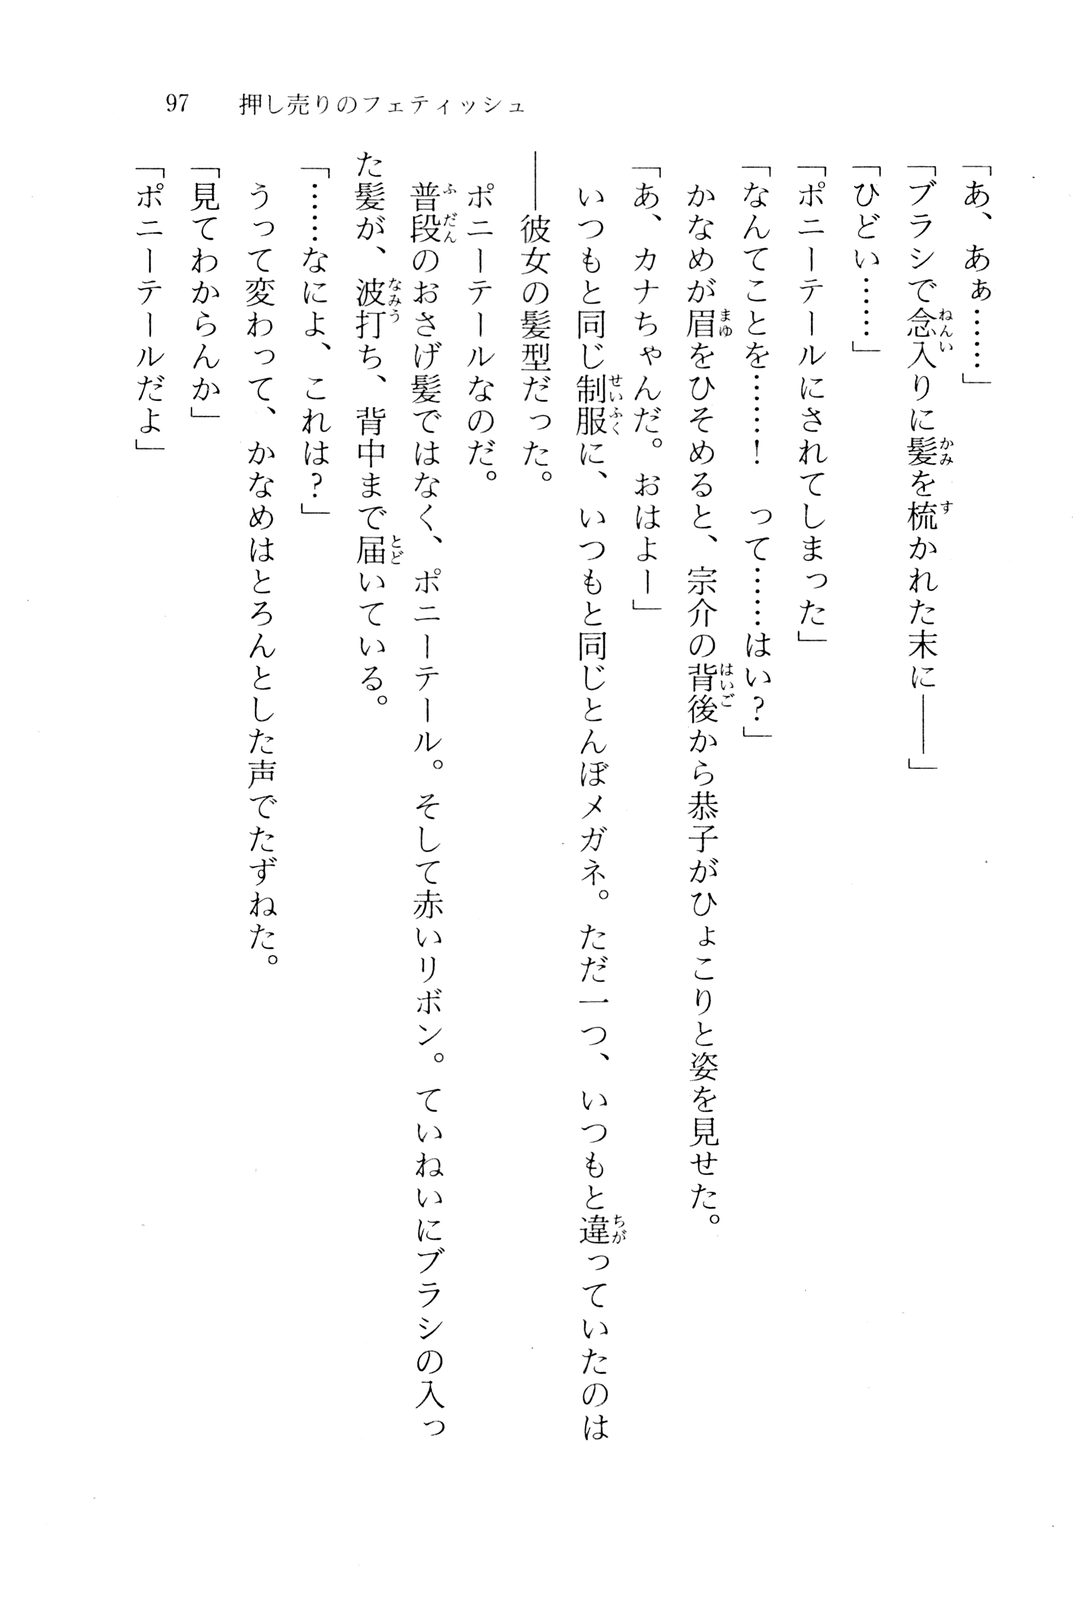 97　押し売りのフェティッシュ
「あ、あぁ……」
「ブラシで念入りに髪を梳かれた末に――」
「ひどい……」
「ポニーテールにされてしまった」
「なんてことを……！　って……はい？」
　かなめが眉をひそめると、宗介の背後から恭子がひょこりと姿を見せた。
「あ、カナちゃんだ。おはよー」
　いつもと同じ制服に、いつもと同じとんぼメガネ。ただ一つ、いつもと違っていたのは
――彼女の髪型だった。
　ポニーテールなのだ。
　普段のおさげ髪ではなく、ポニーテール。そして赤いリボン。ていねいにブラシの入っ
た髪が、波打ち、背中まで届いている。
「……なによ、これは？」
　うって変わって、かなめはとろんとした声でたずねた。
「見てわからんか」
「ポニーテールだよ」